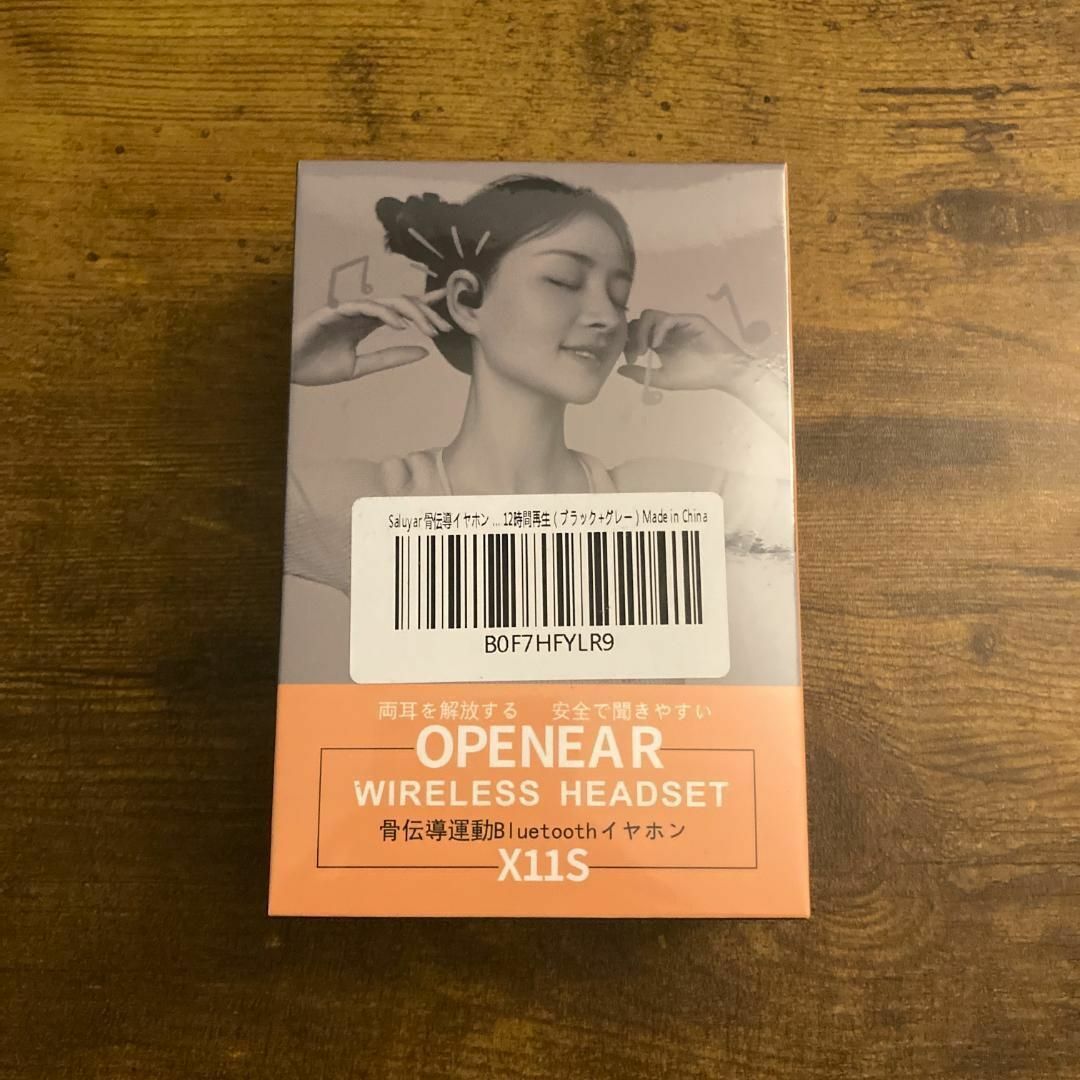 Saluyar 骨伝導イヤホン ... 12時間再生 ( ブラック+グレー ) Made in China
B0F7HFYLR9
両耳を解放する 安全で聞きやすい
OPENEAR
WIRELESS HEADSET
骨伝導運動Bluetoothイヤホン
X11S